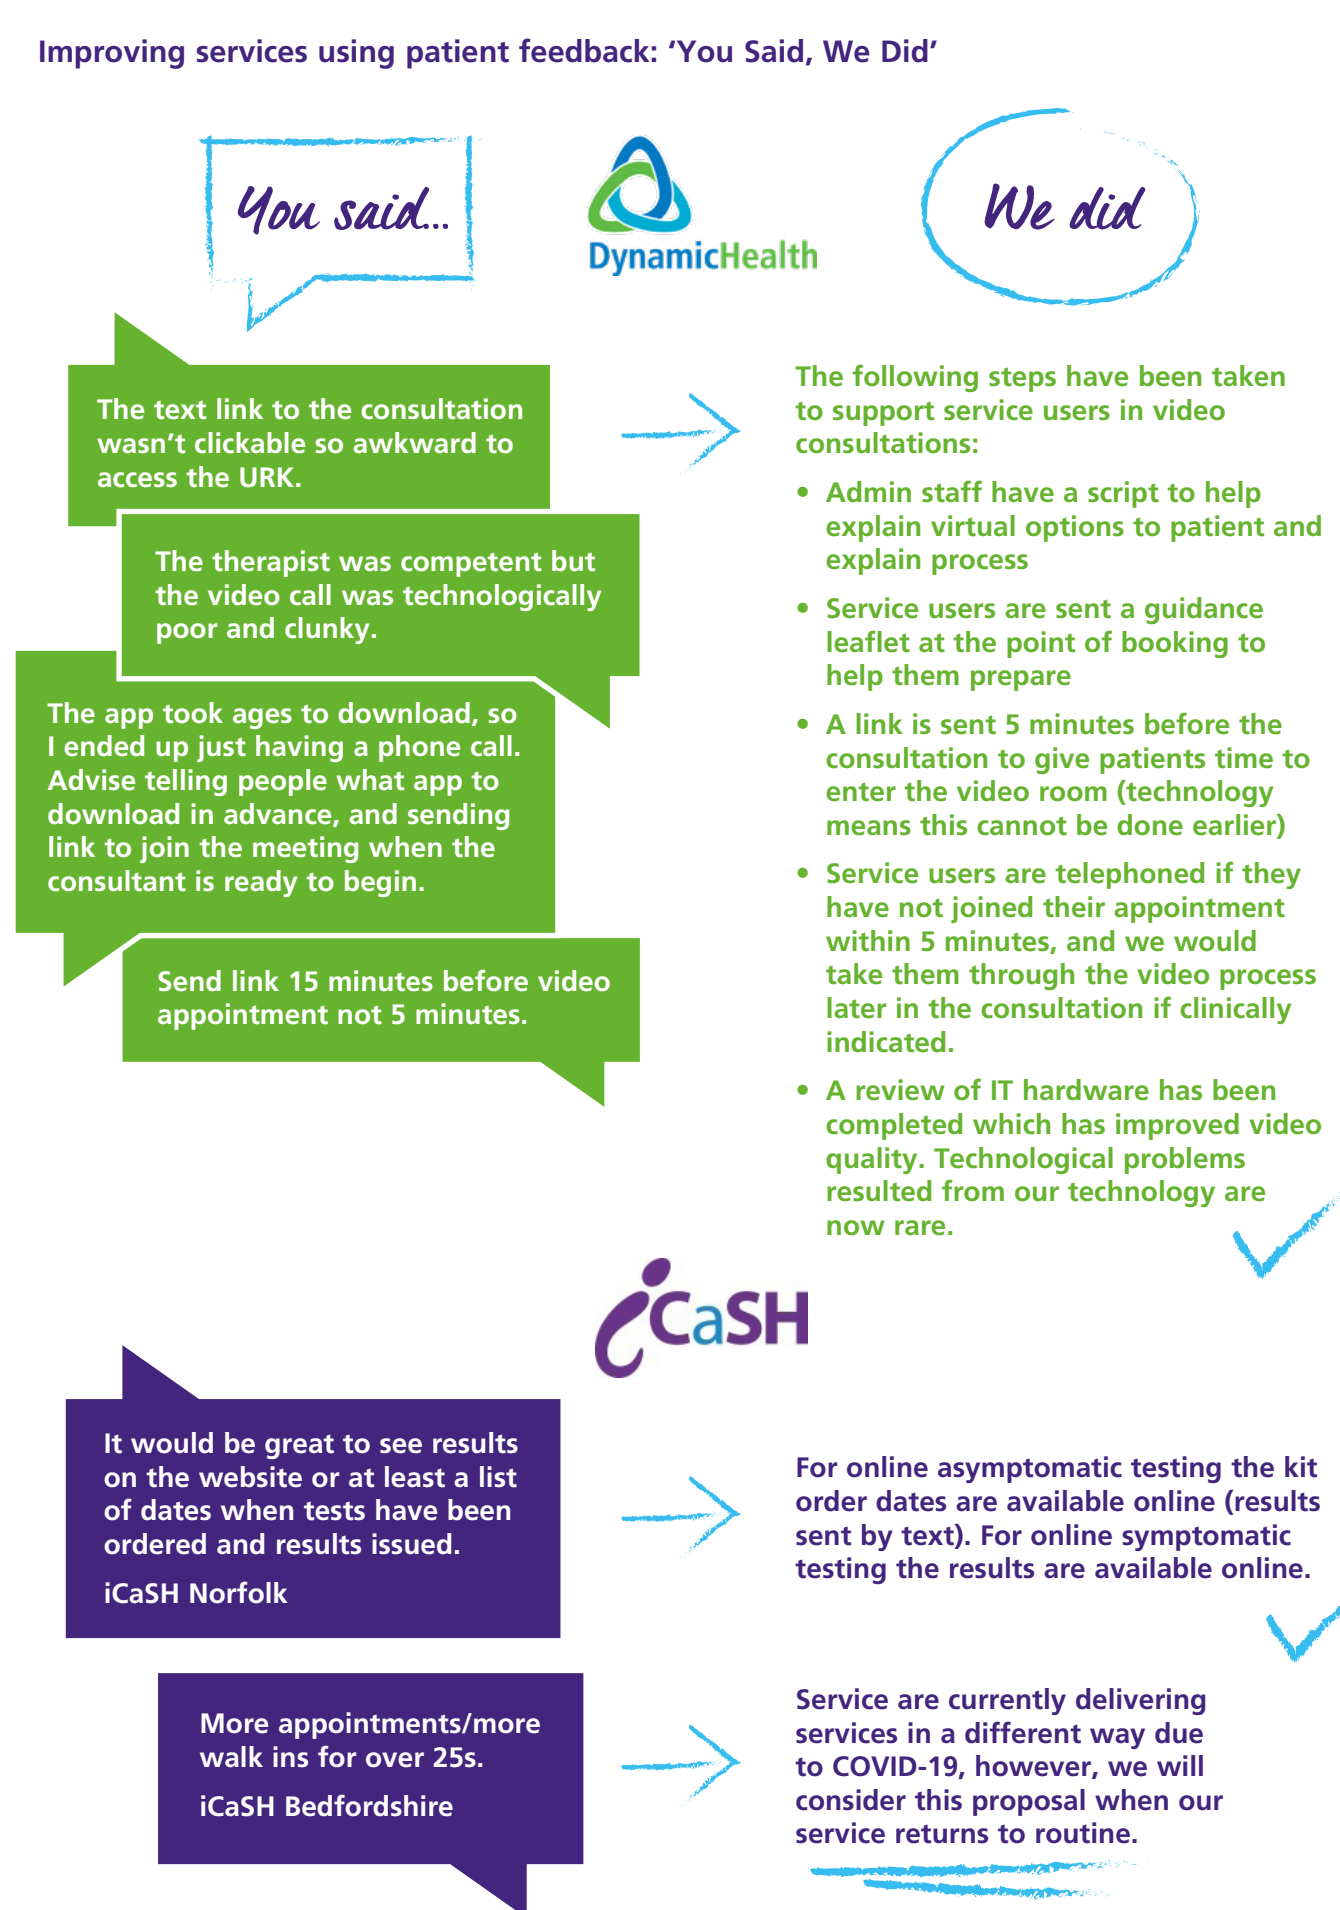 Improving services using patient feedback: ‘You Said, We Did’
You said...
DynamicHealth
We did
The text link to the consultation
wasn’t clickable so awkward to
access the URK.
The therapist was competent but
the video call was technologically
poor and clunky.
The app took ages to download, so
I ended up just having a phone call.
Advise telling people what app to
download in advance, and sending
link to join the meeting when the
consultant is ready to begin.
Send link 15 minutes before video
appointment not 5 minutes.
The following steps have been taken
to support service users in video
consultations:
• Admin staff have a script to help
explain virtual options to patient and
explain process
• Service users are sent a guidance
leaflet at the point of booking to
help them prepare
• A link is sent 5 minutes before the
consultation to give patients time to
enter the video room (technology
means this cannot be done earlier)
• Service users are telephoned if they
have not joined their appointment
within 5 minutes, and we would
take them through the video process
later in the consultation if clinically
indicated.
• A review of IT hardware has been
completed which has improved video
quality. Technological problems
resulted from our technology are
now rare.
iCaSH
It would be great to see results
on the website or at least a list
of dates when tests have been
ordered and results issued.
iCaSH Norfolk
For online asymptomatic testing the kit
order dates are available online (results
sent by text). For online symptomatic
testing the results are available online.
More appointments/more
walk ins for over 25s.
iCaSH Bedfordshire
Service are currently delivering
services in a different way due
to COVID-19, however, we will
consider this proposal when our
service returns to routine.